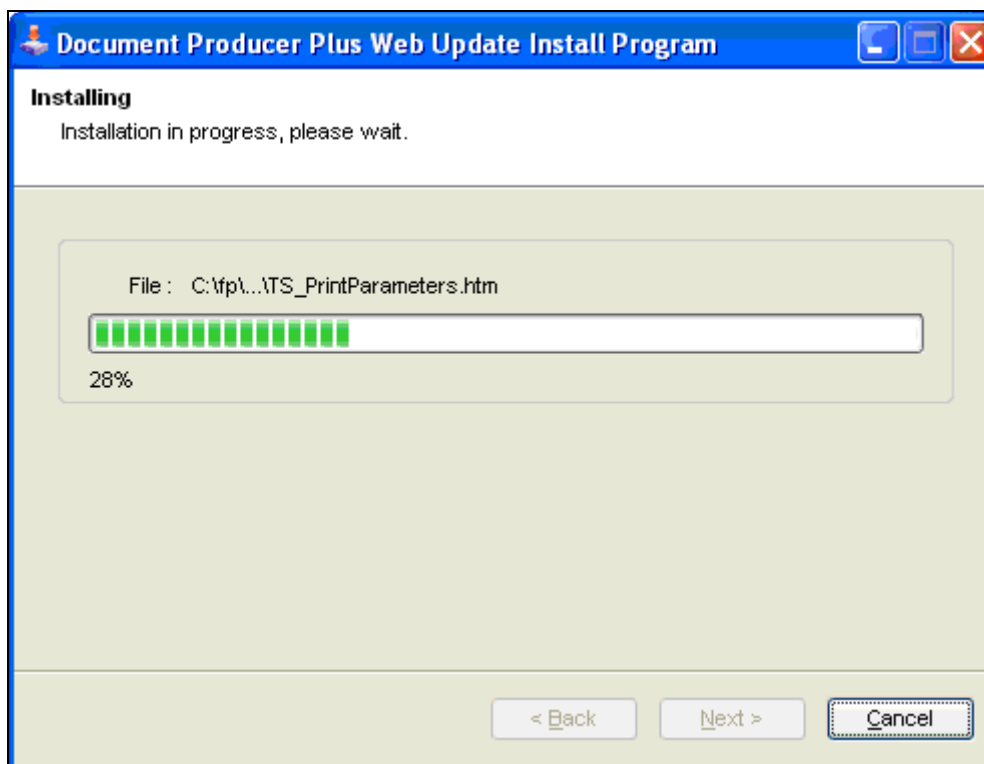 Document Producer Plus Web Update Install Program
Installing
Installation in progress, please wait.
File : C:\fp\...\TS_PrintParameters.htm
28%
< Back Next > Cancel